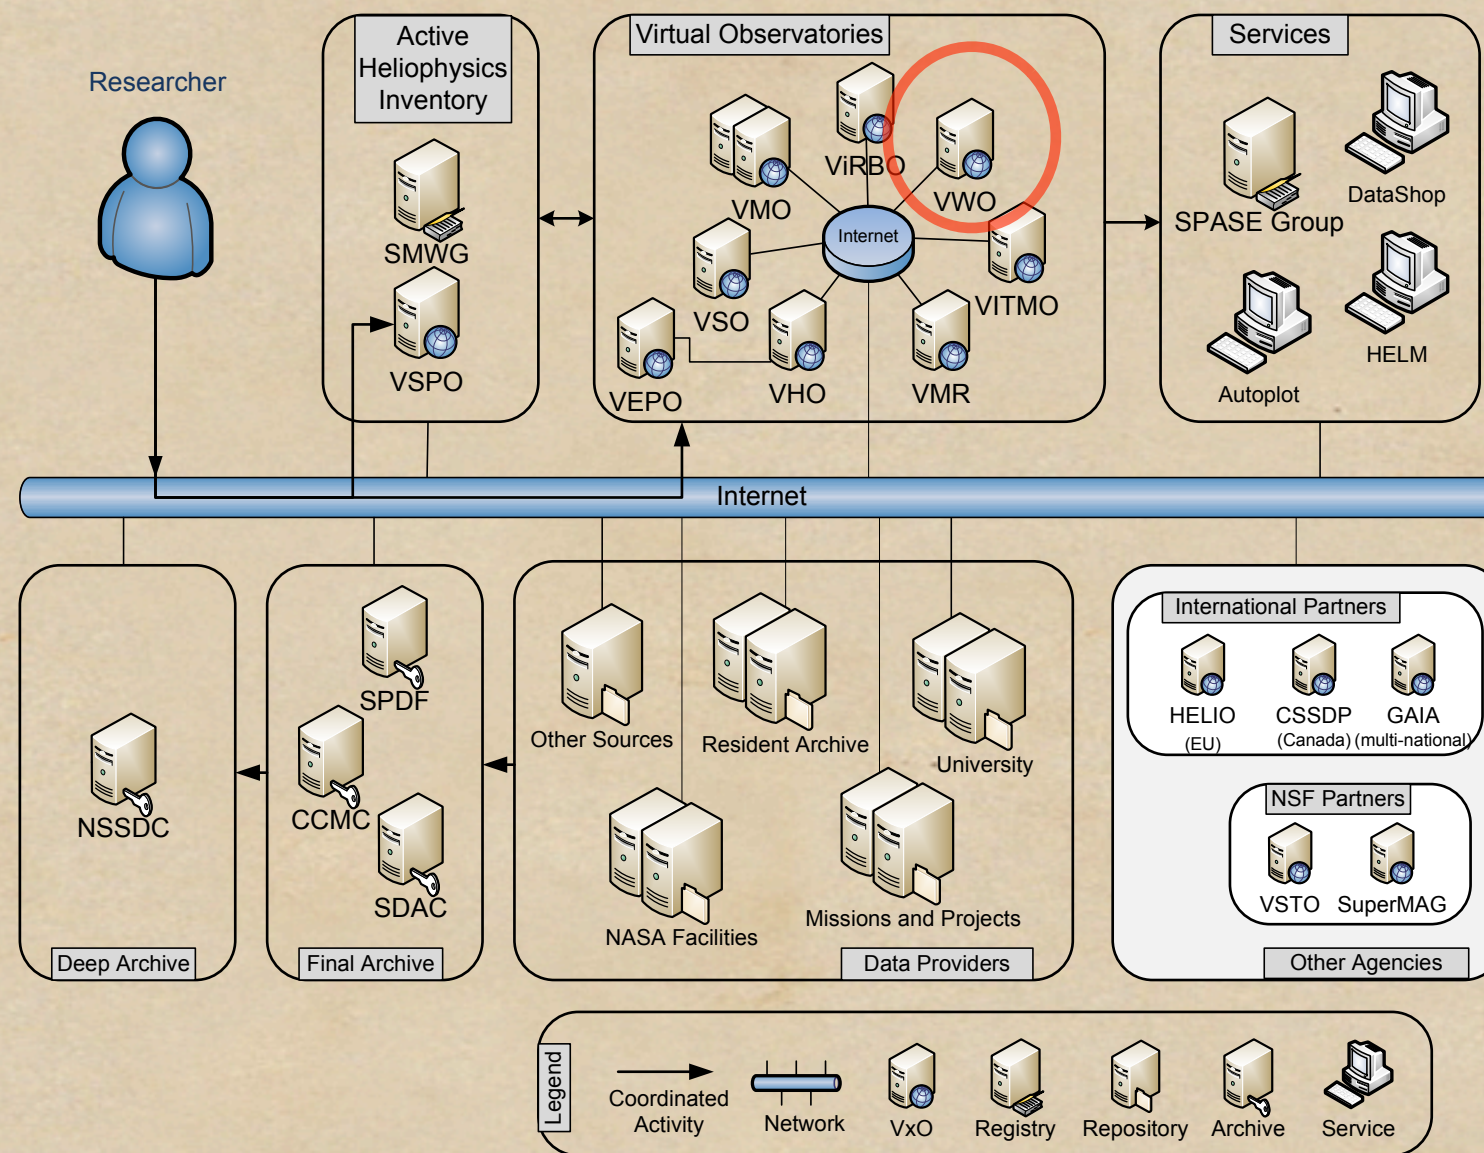 Researcher
Active
Heliophysics
Inventory
SMWG
VSPO
Virtual Observatories
ViRBO
VMO
VWO
Internet
VSO
VITMO
VEPO
VHO
VMR
Services
SPASE Group
DataShop
HELM
Autoplot
Internet
NSSDC
Deep Archive
SPDF
CCMC
SDAC
Final Archive
Other Sources
Resident Archive
University
NASA Facilities
Missions and Projects
Data Providers
International Partners
HELIO
(EU)
CSSDP
(Canada)
GAIA
(multi-national)
NSF Partners
VSTO
SuperMAG
Other Agencies
Legend
Coordinated
Activity
Network
VxO
Registry
Repository
Archive
Service